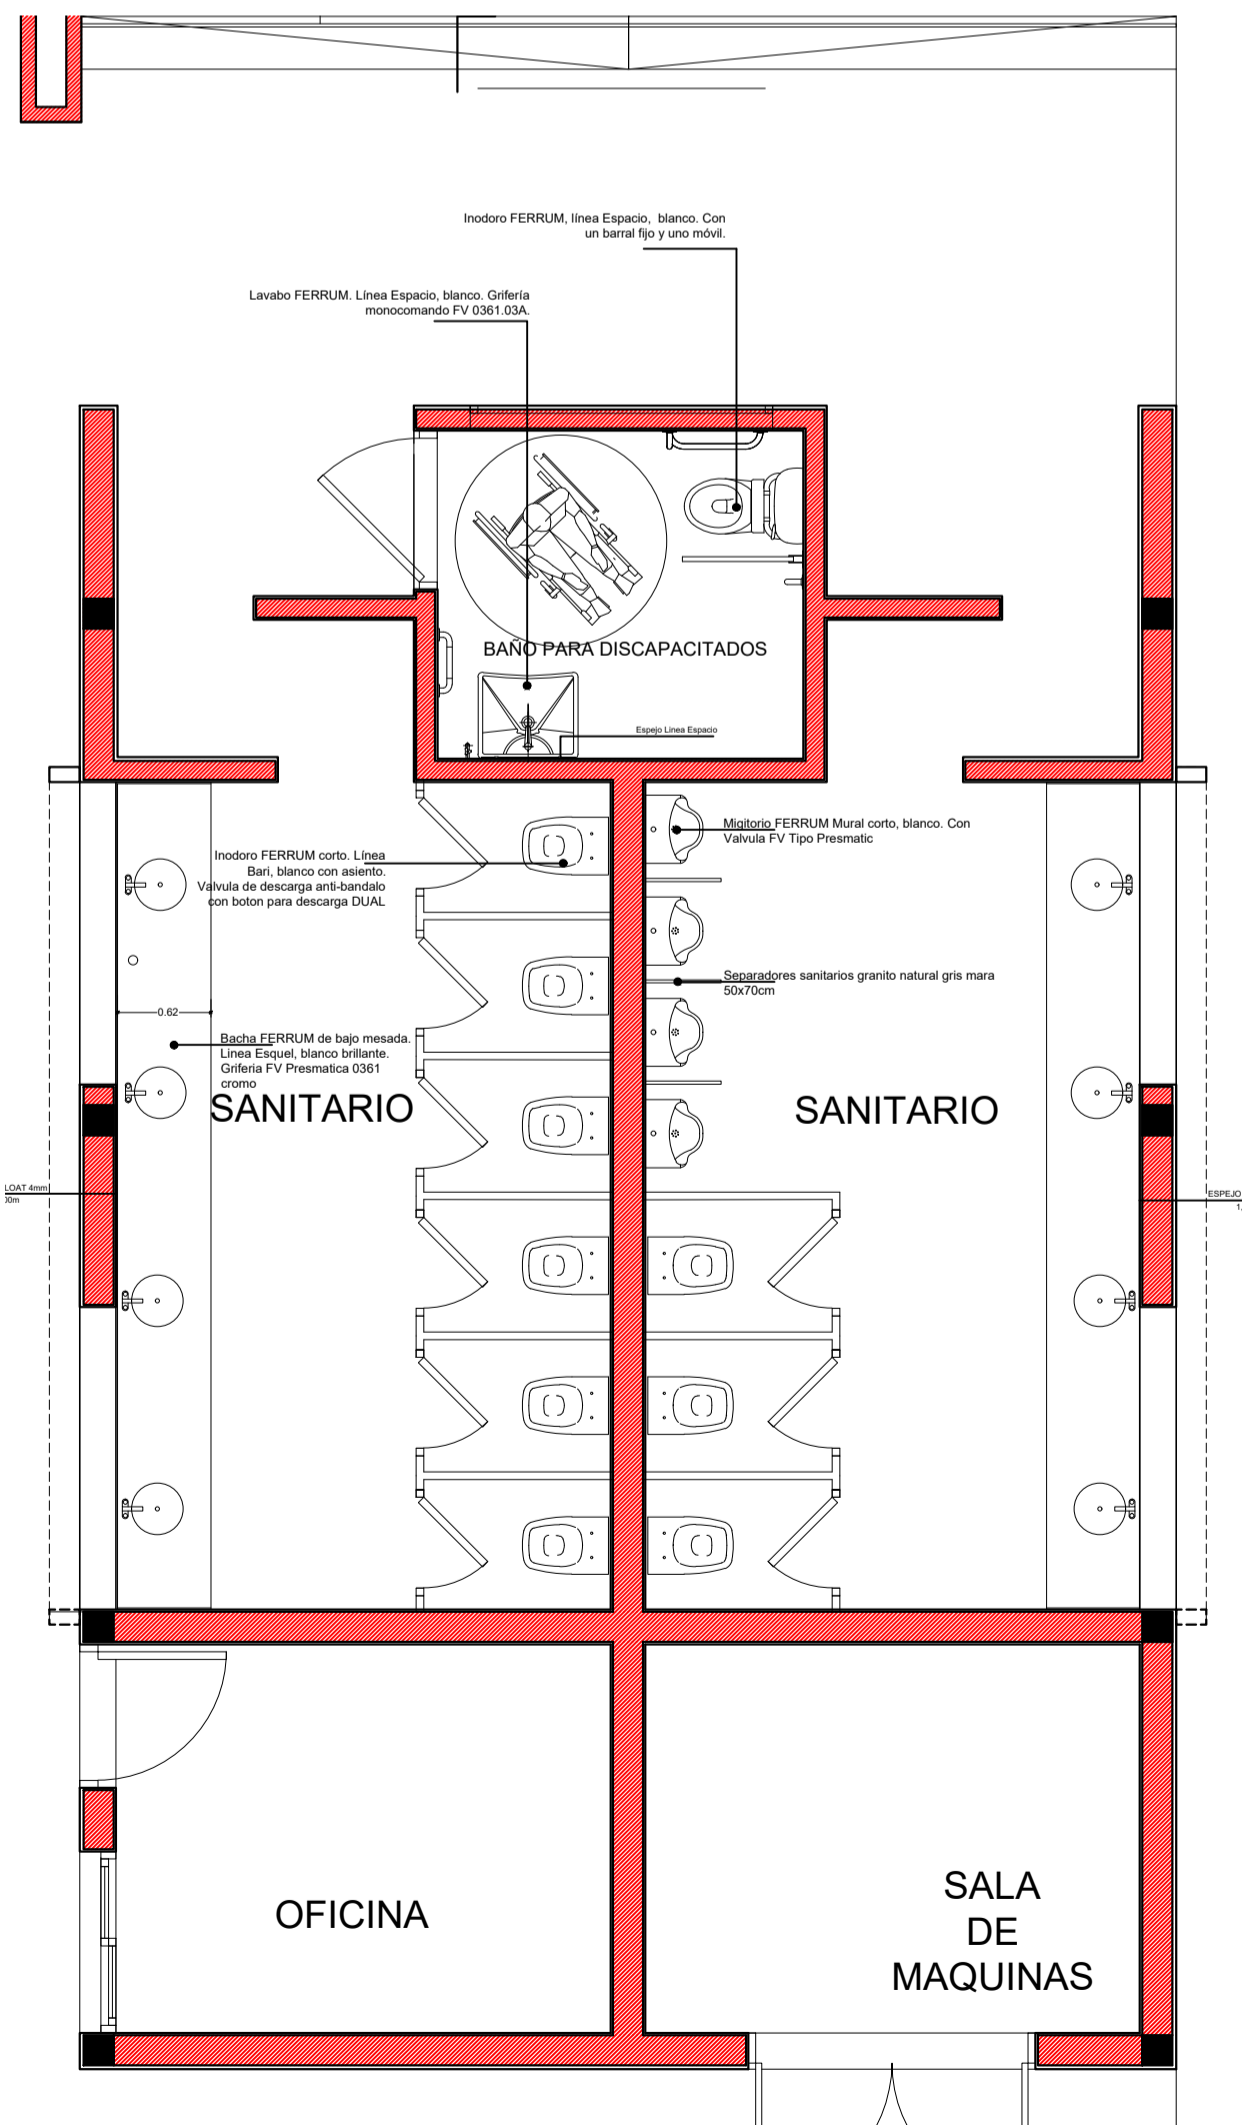 Inodoro FERRUM, línea Espacio, blanco. Con
un barral fijo y uno móvil.
Lavabo FERRUM. Línea Espacio, blanco. Grifería
monocomando FV 0361.03A.
BAÑO PARA DISCAPACITADOS
Espejo Linea Espacio
Migitorio FERRUM Mural corto, blanco. Con
Valvula FV Tipo Presmatic
Inodoro FERRUM corto. Línea
Bari, blanco con asiento.
Valvula de descarga anti-bandalo
con boton para descarga DUAL
Separadores sanitarios granito natural gris mara
50x70cm
0.62
Bacha FERRUM de bajo mesada.
Linea Esquel, blanco brillante.
Griferia FV Presmatica 0361
cromo
SANITARIO
SANITARIO
LOAT 4mm
00m
ESPEJO
1,
OFICINA
SALA
DE
MAQUINAS